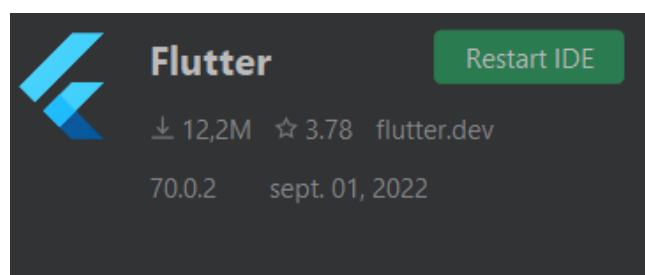 Flutter Restart IDE
12,2M 3.78 flutter.dev
70.0.2 sept. 01, 2022